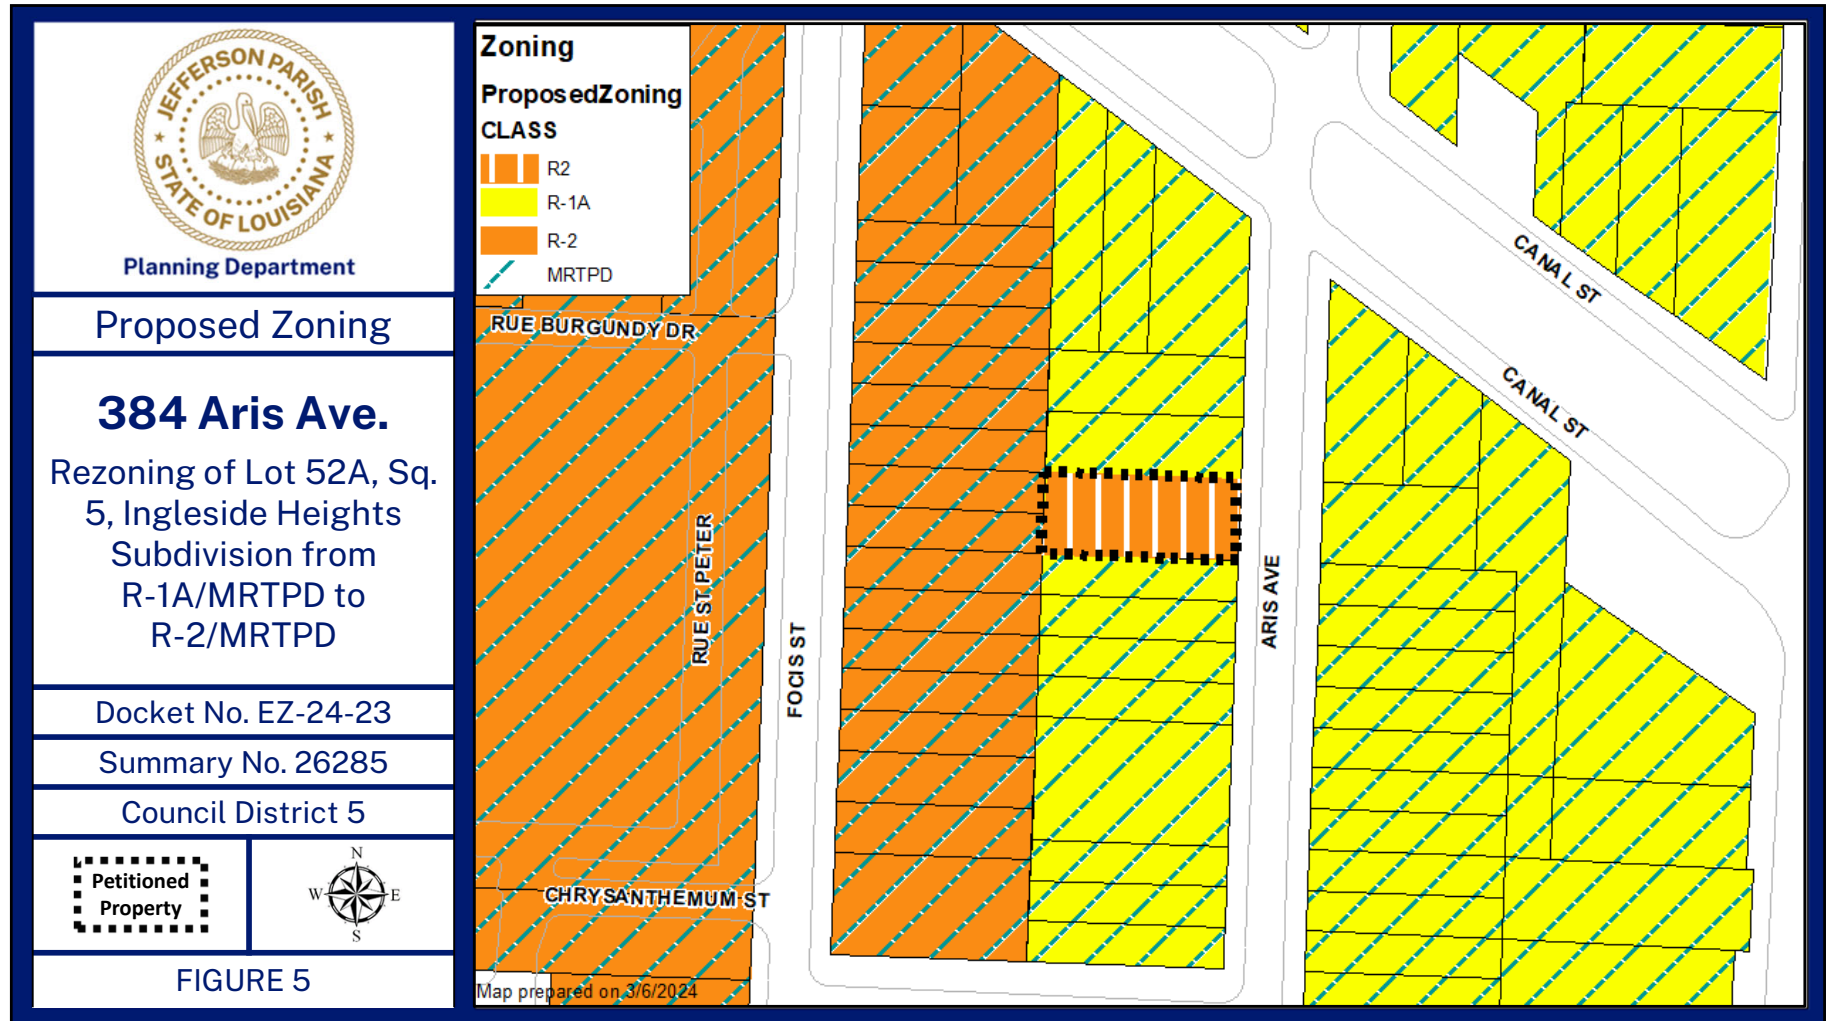 JEFFERSON PARISH
STATE OF LOUISIANA
Planning Department
Proposed Zoning
384 Aris Ave.
Rezoning of Lot 52A, Sq.
5, Ingleside Heights
Subdivision from
R-1A/MRTPD to
R-2/MRTPD
Docket No. EZ-24-23
Summary No. 26285
Council District 5
Petitioned
Property
N
W
E
S
FIGURE 5
Zoning
ProposedZoning
CLASS
R2
R-1A
R-2
MRTPD
RUE BURGUNDY DR
RUE ST PETER
FOCIS ST
ARIS AVE
CANAL ST
CANAL ST
CHRYSANTHEMUM ST
Map prepared on 3/6/2024